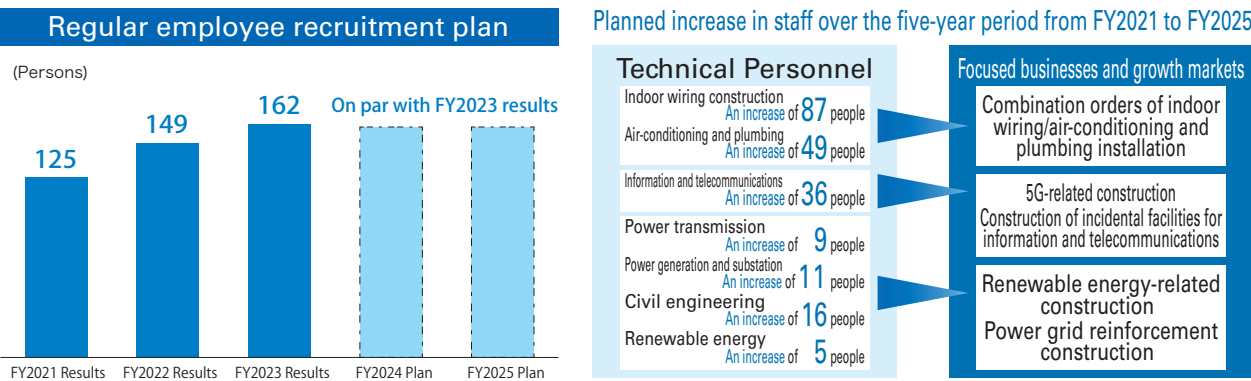 Regular employee recruitment plan
(Persons)
125
149
162
On par with FY2023 results
FY2021 Results
FY2022 Results
FY2023 Results
FY2024 Plan
FY2025 Plan
Planned increase in staff over the five-year period from FY2021 to FY2025
Technical Personnel
Indoor wiring construction
An increase of 87 people
Air-conditioning and plumbing
An increase of 49 people
Information and telecommunications
An increase of 36 people
Power transmission
An increase of 9 people
Power generation and substation
An increase of 11 people
Civil engineering
An increase of 16 people
Renewable energy
An increase of 5 people
Focused businesses and growth markets
Combination orders of indoor
wiring/air-conditioning and
plumbing installation
5G-related construction
Construction of incidental facilities for
information and telecommunications
Renewable energy-related
construction
Power grid reinforcement
construction